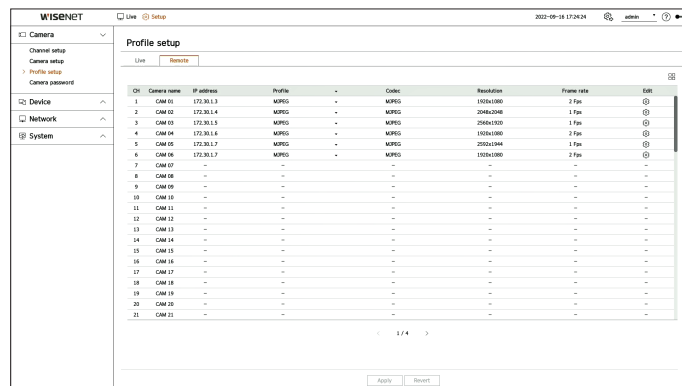 WISENET
Live Setup
2022-09-16 17:24:24 admin
Camera
Channel setup
Camera setup
> Profile setup
Camera password
Device
Network
System
Profile setup
Live Remote
CH Camera name IP address Profile Codec Resolution Frame rate Edit
1 CAM 01 172.30.1.3 MJPEG MJPEG 1920x1080 2 Fps
2 CAM 02 172.30.1.4 MJPEG MJPEG 2048x2048 1 Fps
3 CAM 03 172.30.1.5 MJPEG MJPEG 2560x1920 1 Fps
4 CAM 04 172.30.1.6 MJPEG MJPEG 1920x1080 2 Fps
5 CAM 05 172.30.1.7 MJPEG MJPEG 2592x1944 1 Fps
6 CAM 06 172.30.1.7 MJPEG MJPEG 1920x1080 2 Fps
7 CAM 07 – – – – – –
8 CAM 08 – – – – – –
9 CAM 09 – – – – – –
10 CAM 10 – – – – – –
11 CAM 11 – – – – – –
12 CAM 12 – – – – – –
13 CAM 13 – – – – – –
14 CAM 14 – – – – – –
15 CAM 15 – – – – – –
16 CAM 16 – – – – – –
17 CAM 17 – – – – – –
18 CAM 18 – – – – – –
19 CAM 19 – – – – – –
20 CAM 20 – – – – – –
21 CAM 21 – – – – – –
< 1 / 4 >
Apply Revert